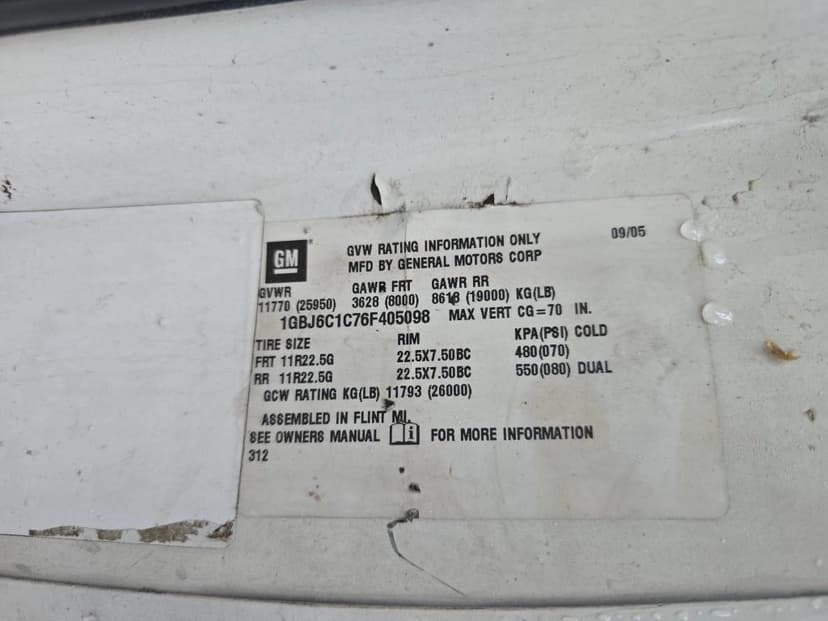 GM
GVW RATING INFORMATION ONLY 09/05
MFD BY GENERAL MOTORS CORP
GVWR GAWR FRT GAWR RR
11770 (25950) 3628 (8000) 8618 (19000) KG(LB)
1GBJ6C1C76F405098 MAX VERT CG=70 IN.
TIRE SIZE RIM KPA(PSI) COLD
FRT 11R22.5G 22.5X7.50BC 480(070)
RR 11R22.5G 22.5X7.50BC 550(080) DUAL
GCW RATING KG(LB) 11793 (26000)
ASSEMBLED IN FLINT MI.
SEE OWNERS MANUAL i FOR MORE INFORMATION
312